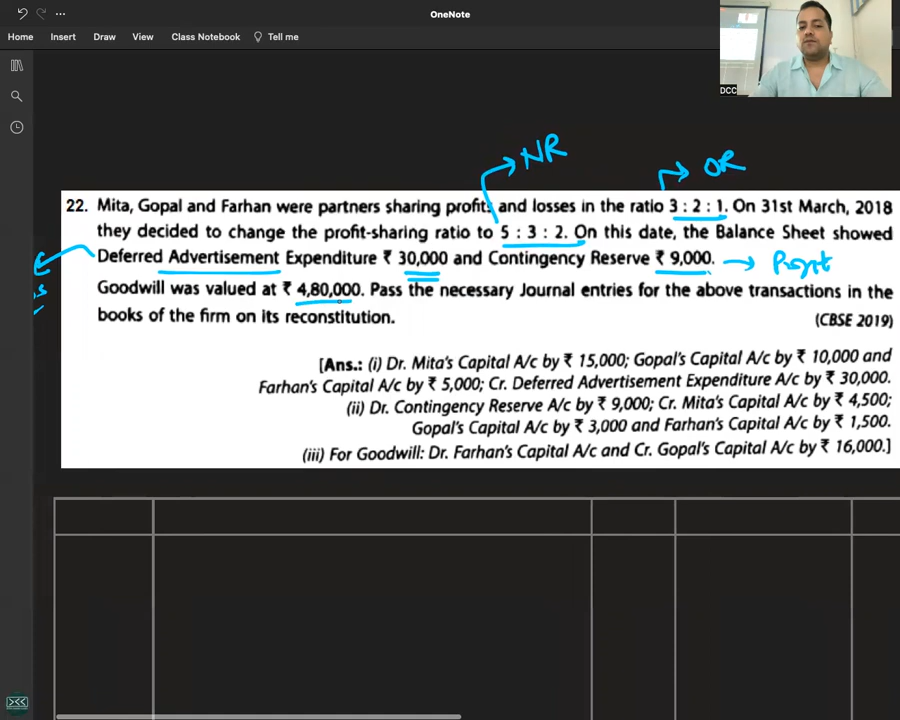 OneNote
Home Insert Draw View Class Notebook Tell me
DCC
NR
OR
22. Mita, Gopal and Farhan were partners sharing profits and losses in the ratio 3 : 2 : 1. On 31st March, 2018
they decided to change the profit-sharing ratio to 5 : 3 : 2. On this date, the Balance Sheet showed
Deferred Advertisement Expenditure ₹ 30,000 and Contingency Reserve ₹ 9,000. → Profit
Goodwill was valued at ₹ 4,80,000. Pass the necessary Journal entries for the above transactions in the
books of the firm on its reconstitution. (CBSE 2019)
[Ans.: (i) Dr. Mita's Capital A/c by ₹ 15,000; Gopal's Capital A/c by ₹ 10,000 and
Farhan's Capital A/c by ₹ 5,000; Cr. Deferred Advertisement Expenditure A/c by ₹ 30,000.
(ii) Dr. Contingency Reserve A/c by ₹ 9,000; Cr. Mita's Capital A/c by ₹ 4,500;
Gopal's Capital A/c by ₹ 3,000 and Farhan's Capital A/c by ₹ 1,500.
(iii) For Goodwill: Dr. Farhan's Capital A/c and Cr. Gopal's Capital A/c by ₹ 16,000.]